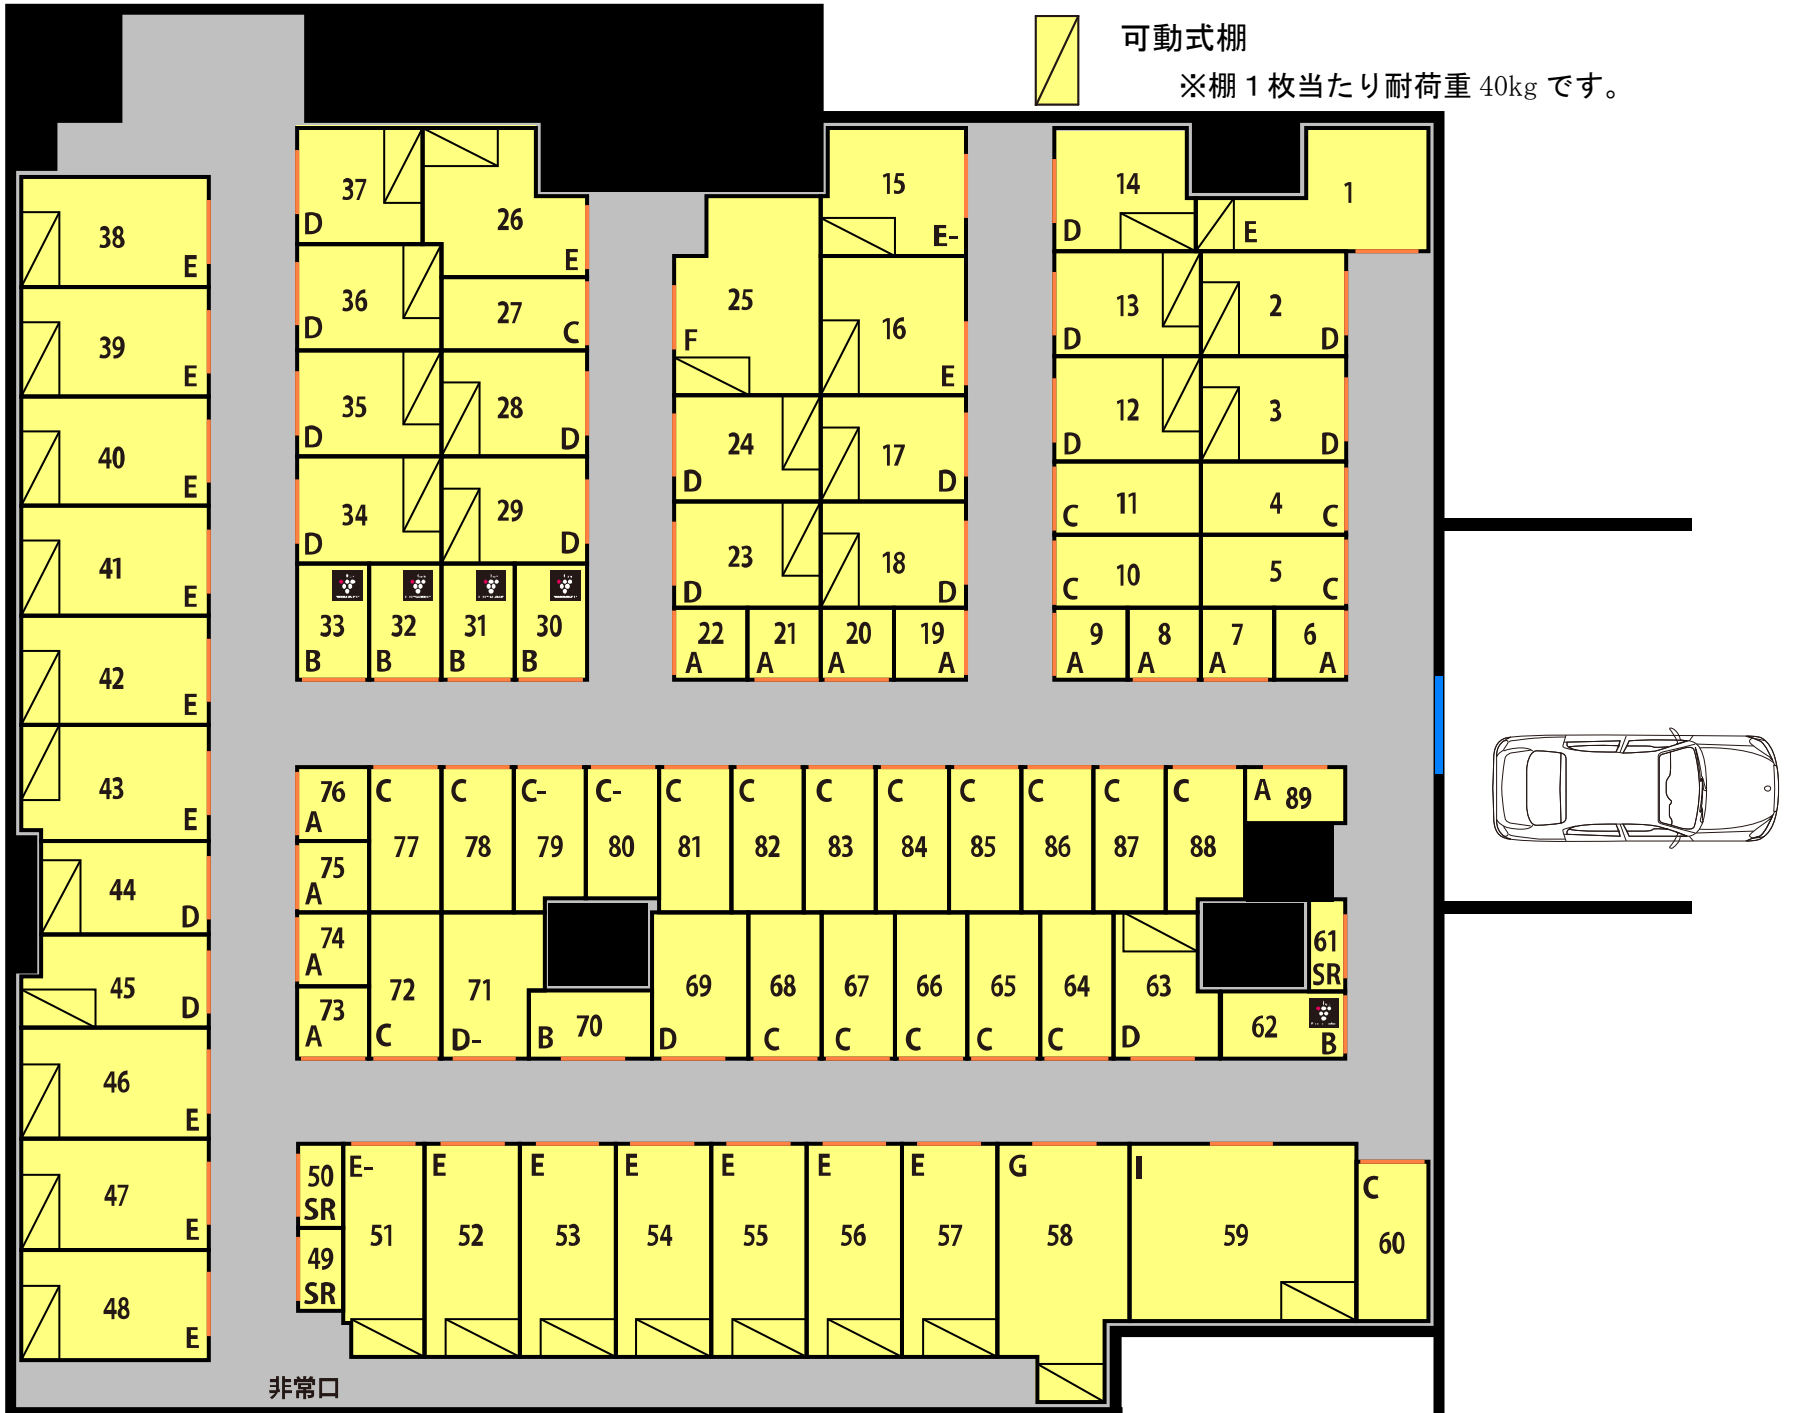 可動式棚
※棚１枚当たり耐荷重 40kg です。
37
D
26
E
15
E-
14
D
1
E
38
E
36
D
27
C
25
F
16
E
13
D
2
D
39
E
35
D
28
D
24
D
17
D
12
D
3
D
40
E
34
D
29
D
23
D
18
D
11
C
4
C
41
E
10
C
5
C
33
B
32
B
31
B
30
B
22
A
21
A
20
A
19
A
9
A
8
A
7
A
6
A
42
E
43
E
76
A
C
77
C
78
C-
79
C-
80
C
81
C
82
C
83
C
84
C
85
C
86
C
87
C
88
A
89
75
A
44
D
74
A
61
SR
45
D
73
A
72
C
71
D-
70
B
69
D
68
C
67
C
66
C
65
C
64
C
63
D
62
B
46
E
47
E
50
SR
E-
51
E
52
E
53
E
54
E
55
E
56
E
57
G
58
I
59
C
60
49
SR
48
E
非常口